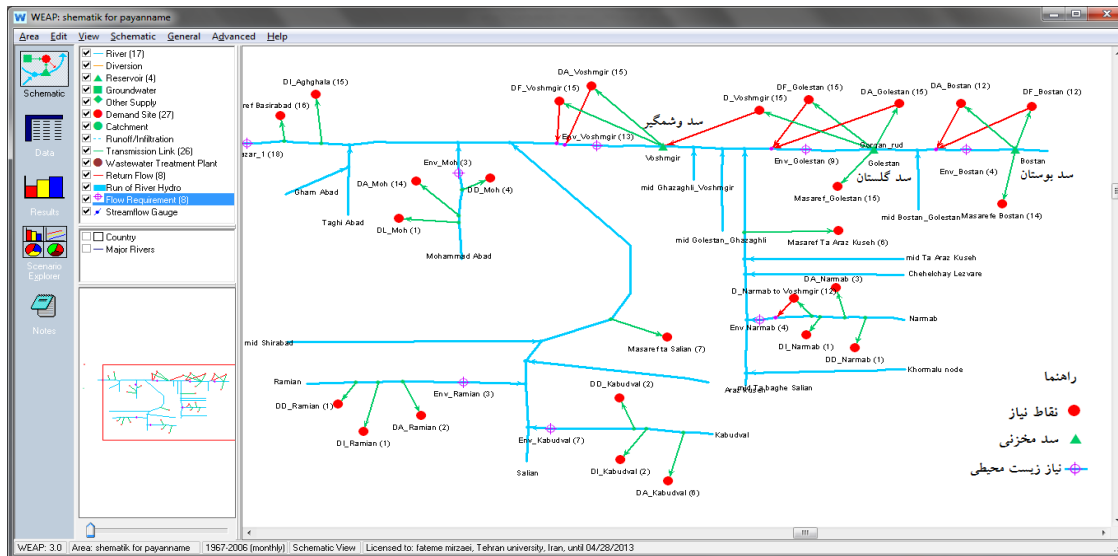 WEAP: shematik for payanname
Area Edit View Schematic General Advanced Help
Schematic
Data
Results
Scenario
Explorer
Notes
River (17)
Diversion
Reservoir (4)
Groundwater
Other Supply
Demand Site (27)
Catchment
Runoff/Infiltration
Transmission Link (26)
Wastewater Treatment Plant
Return Flow (8)
Run of River Hydro
Flow Requirement (8)
Streamflow Gauge
Country
Major Rivers
DI_Aghghala (15)
ref Basirabad (16)
azar_1 (18)
DA_Voshmgir (15)
DF_Voshmgir (15)
Env_Voshmgir (13)
سد وشمگیر
Voshmgir
D_Voshmgir (15)
DF_Golestan (15)
DA_Golestan (15)
Gorgan_rud
Env_Golestan (9)
Golestan
سد گلستان
Masaref Golestan (15)
DA_Bostan (12)
DF_Bostan (12)
Env_Bostan (4)
Bostan
سد بوستان
Masarefe Bostan (14)
Gham Abad
Taghi Abad
Env_Moh (3)
DA_Moh (14)
DD_Moh (4)
DL_Moh (1)
Mohammad Abad
mid Ghazaghli_Voshmgir
mid Golestan_Ghazaghli
mid Bostan_Golestan
Masaref Ta Araz Kuseh (6)
mid Ta Araz Kuseh
Chehelchay Lezvare
DA_Narmab (3)
D_Narmab to Voshmgir (12)
Narmab
Env_Narmab (4)
DI_Narmab (1)
DD_Narmab (1)
Khormalu node
mid Ta baghe Salian
Araz Kuseh
mid Shirabad
Masaref ta Salian (7)
Ramian
DD_Ramian (1)
Env_Ramian (3)
DA_Ramian (2)
DI_Ramian (1)
DD_Kabudval (2)
Env_Kabudval (7)
Kabudval
Salian
DI_Kabudval (2)
DA_Kabudval (6)
راهنما
نقاط نیاز
سد مخزنی
نیاز زیست محیطی
WEAP: 3.0 Area: shematik for payanname 1967-2006 (monthly) Schematic View Licensed to: fateme mirzaei, Tehran university, Iran, until 04/28/2013